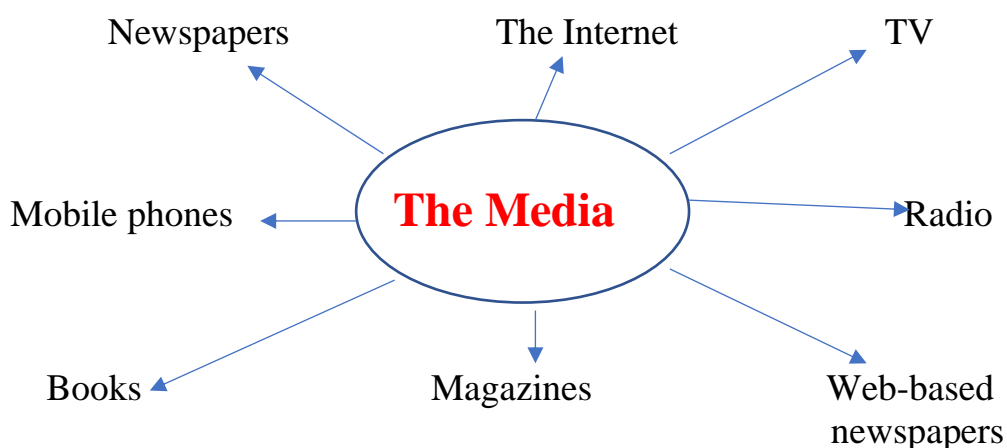 Newspapers
The Internet
TV
Mobile phones
The Media
Radio
Books
Magazines
Web-based
newspapers